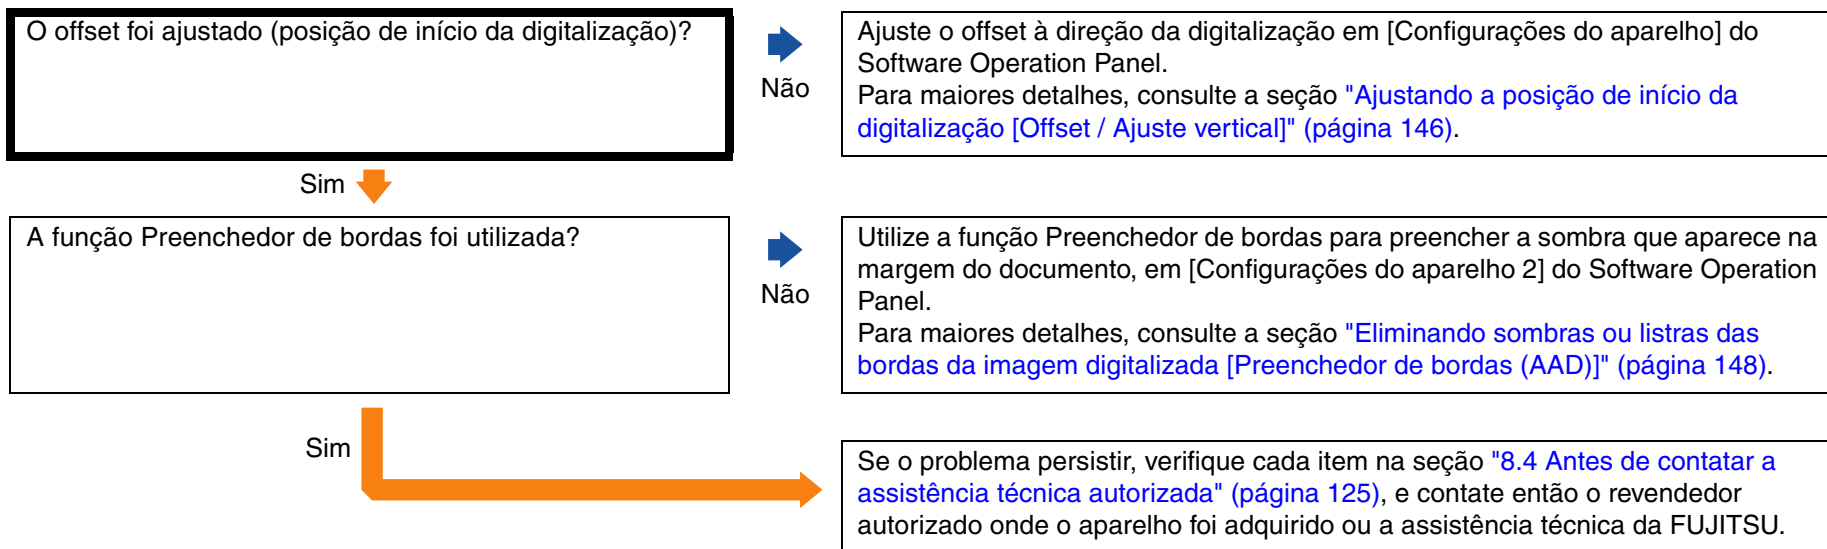 O offset foi ajustado (posição de início da digitalização)?
Não
Ajuste o offset à direção da digitalização em [Configurações do aparelho] do
Software Operation Panel.
Para maiores detalhes, consulte a seção "Ajustando a posição de início da
digitalização [Offset / Ajuste vertical]" (página 146).
Sim
A função Preenchedor de bordas foi utilizada?
Não
Utilize a função Preenchedor de bordas para preencher a sombra que aparece na
margem do documento, em [Configurações do aparelho 2] do Software Operation
Panel.
Para maiores detalhes, consulte a seção "Eliminando sombras ou listras das
bordas da imagem digitalizada [Preenchedor de bordas (AAD)]" (página 148).
Sim
Se o problema persistir, verifique cada item na seção "8.4 Antes de contatar a
assistência técnica autorizada" (página 125), e contate então o revendedor
autorizado onde o aparelho foi adquirido ou a assistência técnica da FUJITSU.